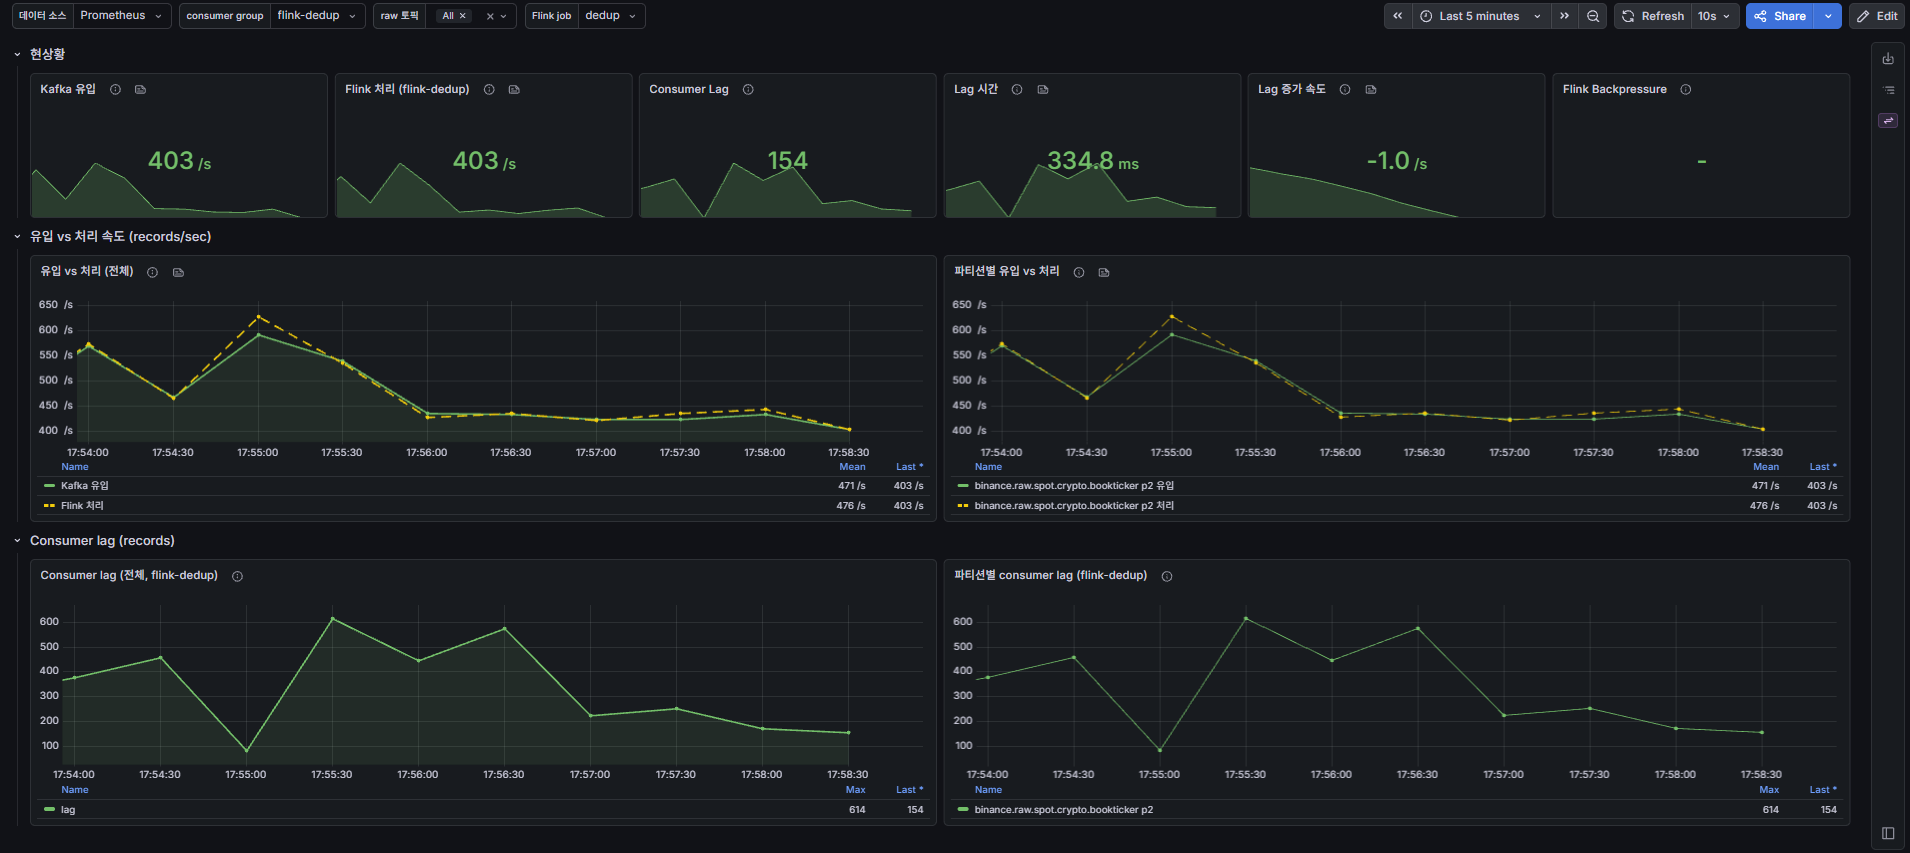 데이터 소스 Prometheus consumer group flink-dedup raw 토픽 All Flink job dedup Last 5 minutes Refresh 10s Share Edit
현상황
Kafka 유입 Flink 처리 (flink-dedup) Consumer Lag Lag 시간 Lag 증가 속도 Flink Backpressure
403 /s 403 /s 154 334.8 ms -1.0 /s -
유입 vs 처리 속도 (records/sec)
유입 vs 처리 (전체)
650 /s
600 /s
550 /s
500 /s
450 /s
400 /s
17:54:00 17:54:30 17:55:00 17:55:30 17:56:00 17:56:30 17:57:00 17:57:30 17:58:00 17:58:30
Name Mean Last *
Kafka 유입 471 /s 403 /s
Flink 처리 476 /s 403 /s
파티션별 유입 vs 처리
650 /s
600 /s
550 /s
500 /s
450 /s
400 /s
17:54:00 17:54:30 17:55:00 17:55:30 17:56:00 17:56:30 17:57:00 17:57:30 17:58:00 17:58:30
Name Mean Last *
binance.raw.spot.crypto.bookticker p2 유입 471 /s 403 /s
binance.raw.spot.crypto.bookticker p2 처리 476 /s 403 /s
Consumer lag (records)
Consumer lag (전체, flink-dedup)
600
500
400
300
200
100
17:54:00 17:54:30 17:55:00 17:55:30 17:56:00 17:56:30 17:57:00 17:57:30 17:58:00 17:58:30
Name Max Last *
lag 614 154
파티션별 consumer lag (flink-dedup)
600
500
400
300
200
100
17:54:00 17:54:30 17:55:00 17:55:30 17:56:00 17:56:30 17:57:00 17:57:30 17:58:00 17:58:30
Name Max Last *
binance.raw.spot.crypto.bookticker p2 614 154